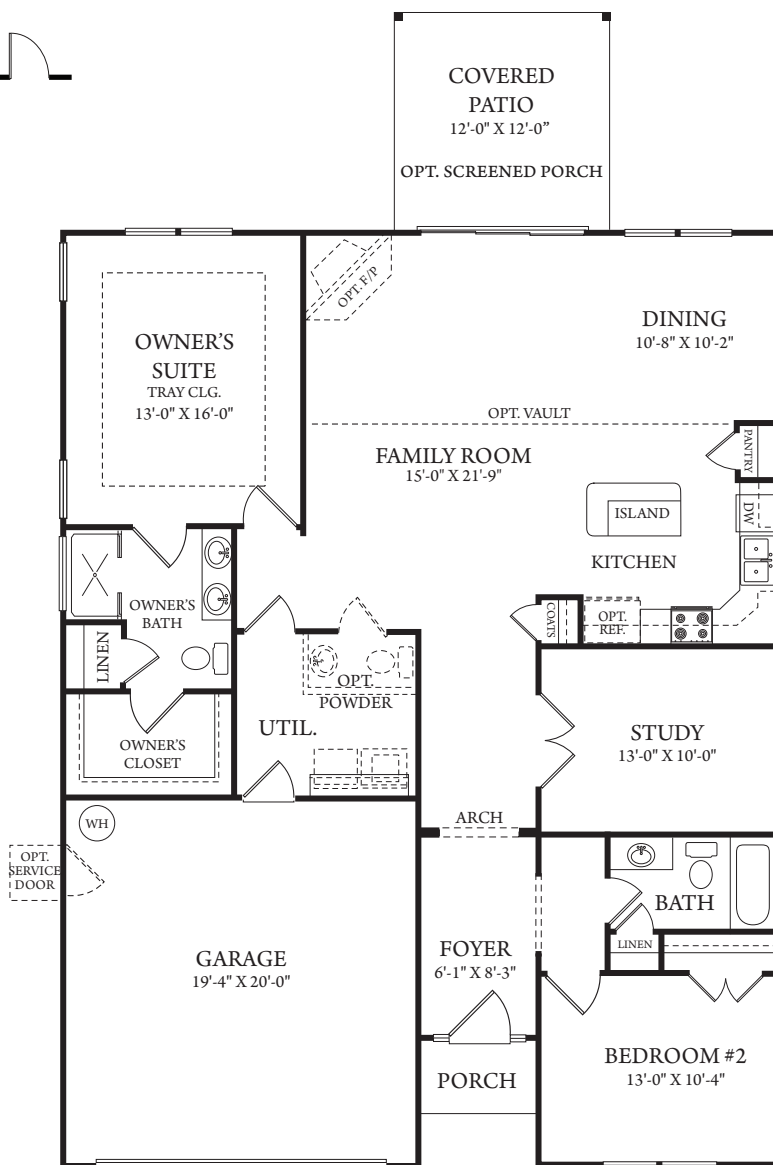 COVERED
PATIO
12'-0" X 12'-0”
OPT. SCREENED PORCH
OPT. F/P
DINING
10'-8" X 10'-2"
OWNER’S
SUITE
TRAY CLG.
13'-0" X 16'-0"
OPT. VAULT
FAMILY ROOM
15'-0" X 21'-9"
PANTRY
ISLAND
DW
KITCHEN
OWNER’S
BATH
COATS
OPT.
REF.
LINEN
OPT.
POWDER
UTIL.
STUDY
13'-0" X 10'-0"
OWNER’S
CLOSET
WH
ARCH
OPT.
SERVICE
DOOR
BATH
LINEN
GARAGE
19'-4" X 20'-0"
FOYER
6'-1" X 8'-3"
BEDROOM #2
13'-0" X 10'-4"
PORCH